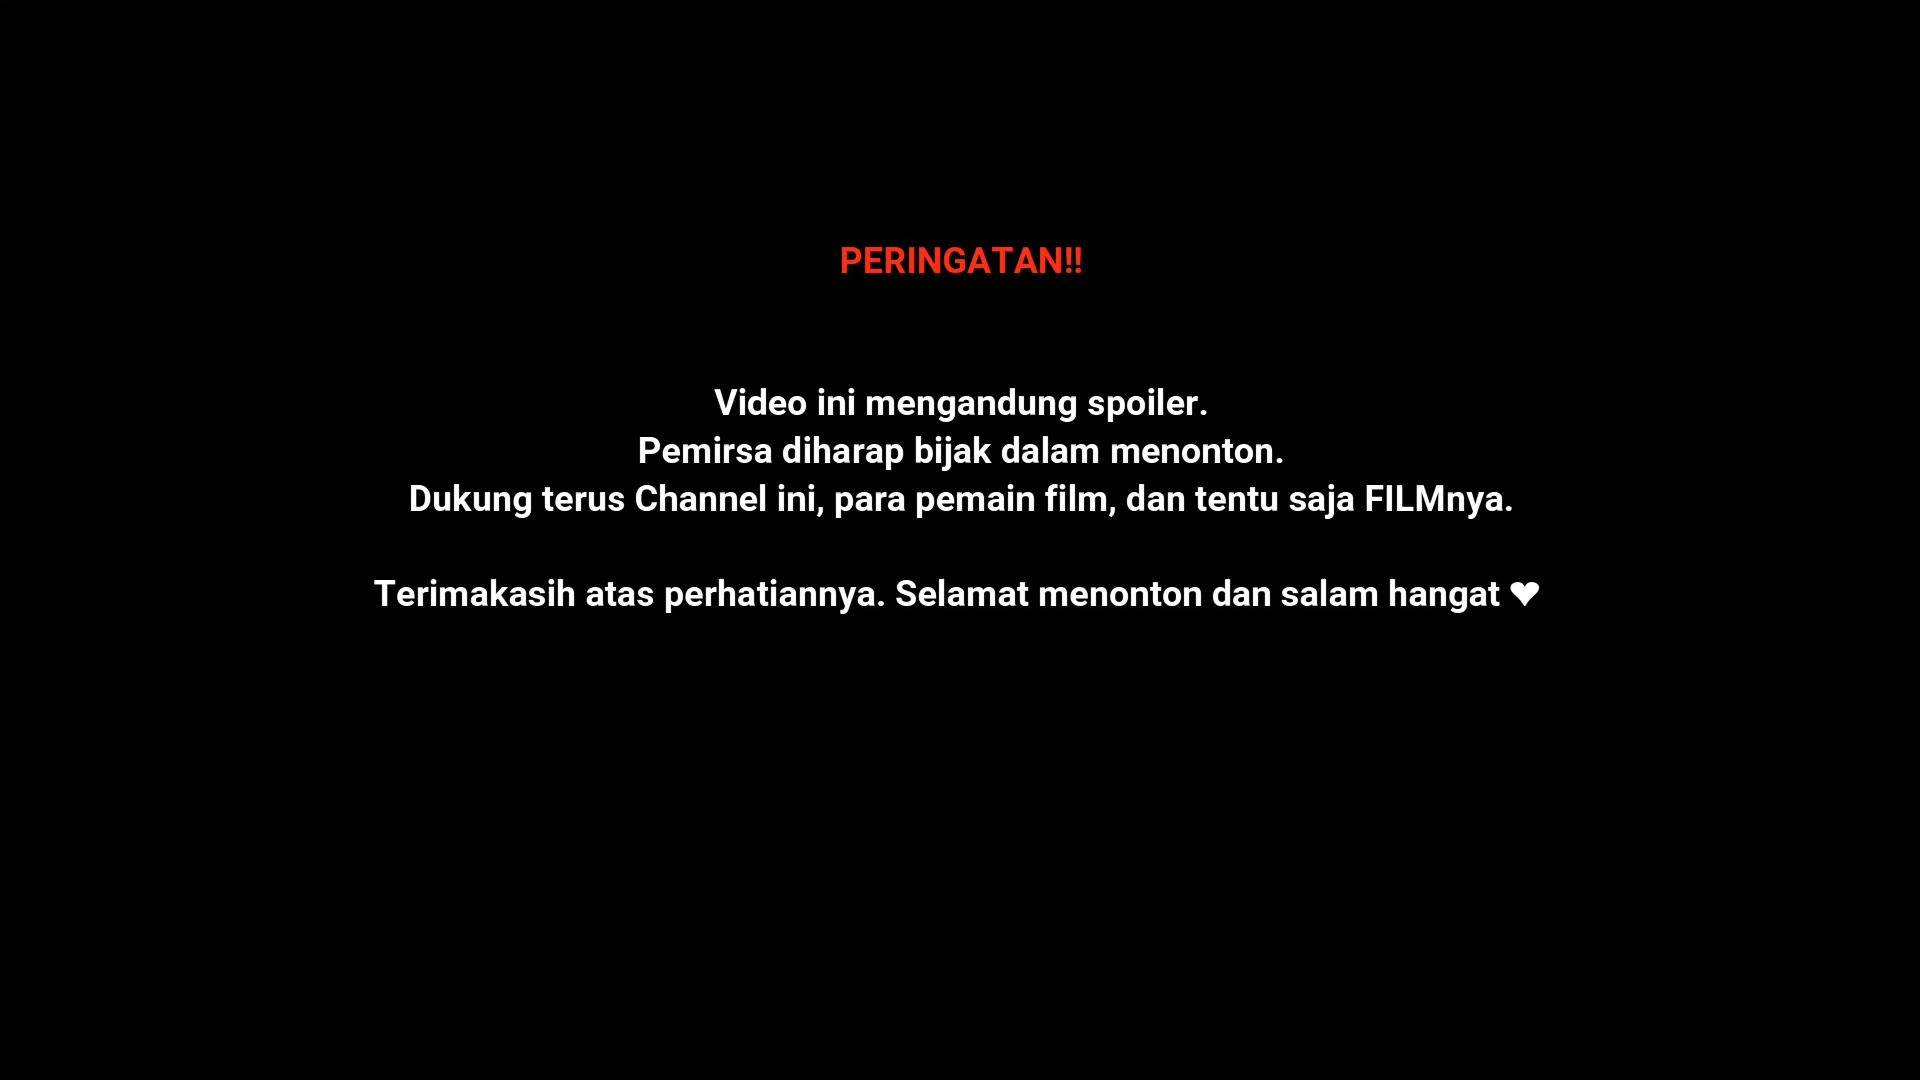 PERINGATAN!!
Video ini mengandung spoiler.
Pemirsa diharap bijak dalam menonton.
Dukung terus Channel ini, para pemain film, dan tentu saja FILMnya.
Terimakasih atas perhatiannya. Selamat menonton dan salam hangat ❤